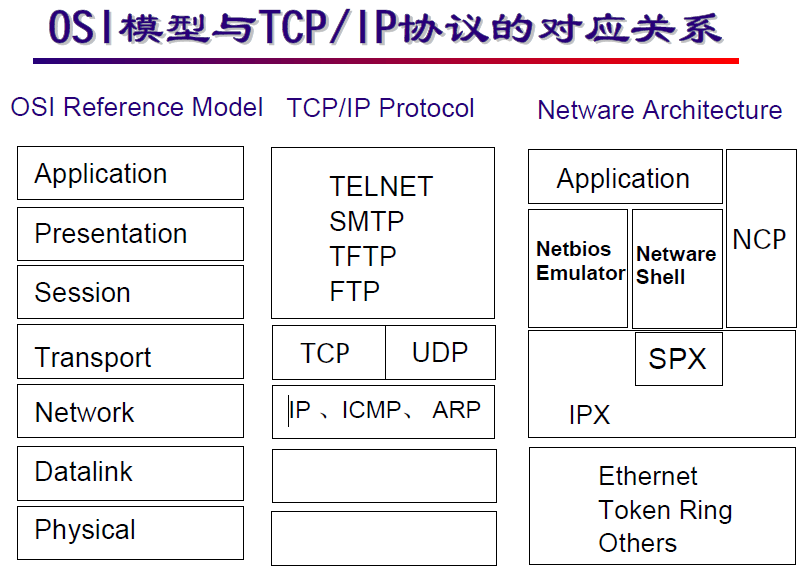 OSI模型与TCP/IP协议的对应关系
OSI Reference Model
TCP/IP Protocol
Netware Architecture
Application
Presentation
Session
Transport
Network
Datalink
Physical
TELNET
SMTP
TFTP
FTP
TCP
UDP
IP 、ICMP、 ARP
Application
Netbios
Emulator
Netware
Shell
NCP
SPX
IPX
Ethernet
Token Ring
Others